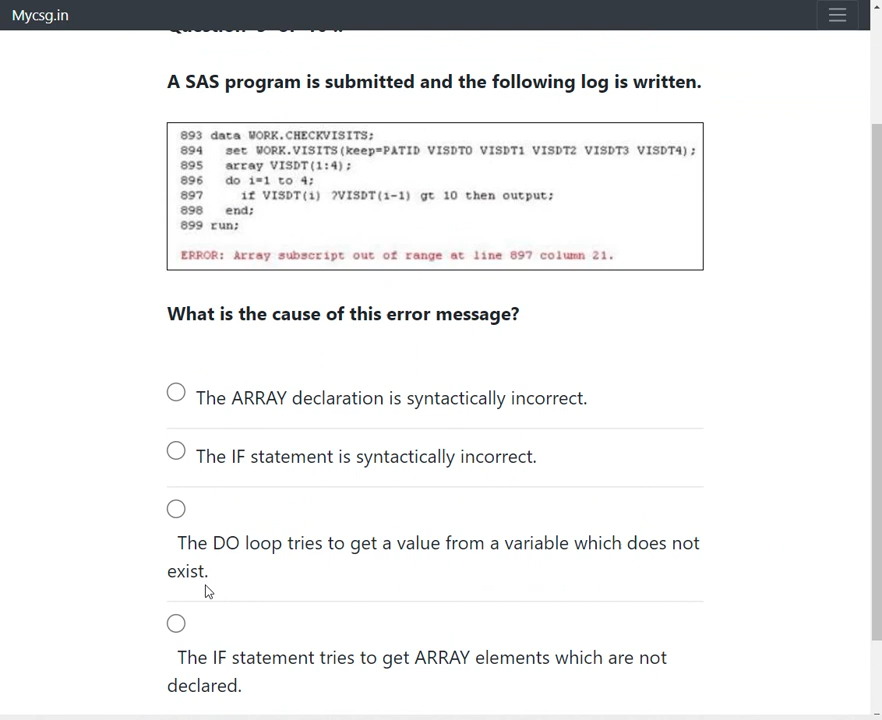 Mycsg.in
A SAS program is submitted and the following log is written.
893 data WORK.CHECKVISITS;
894 set WORK.VISITS(keep=PATID VISDT0 VISDT1 VISDT2 VISDT3 VISDT4);
895 array VISDT(1:4);
896 do i=1 to 4;
897 if VISDT(i) ?VISDT(i-1) gt 10 then output;
898 end;
899 run;
ERROR: Array subscript out of range at line 897 column 21.
What is the cause of this error message?
The ARRAY declaration is syntactically incorrect.
The IF statement is syntactically incorrect.
The DO loop tries to get a value from a variable which does not
exist.
The IF statement tries to get ARRAY elements which are not
declared.